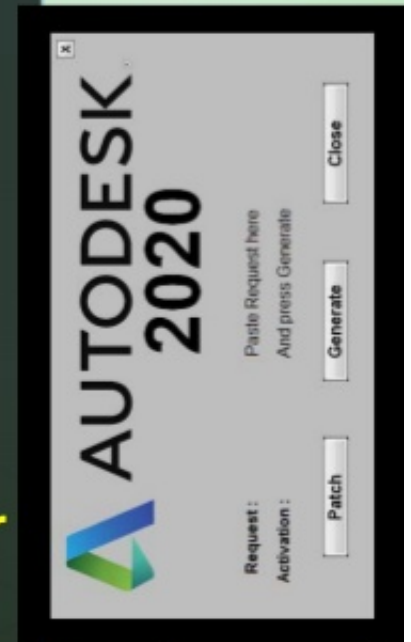 x
AUTODESK.
2020
Request : Paste Request here
Activation : And press Generate
Patch Generate Close